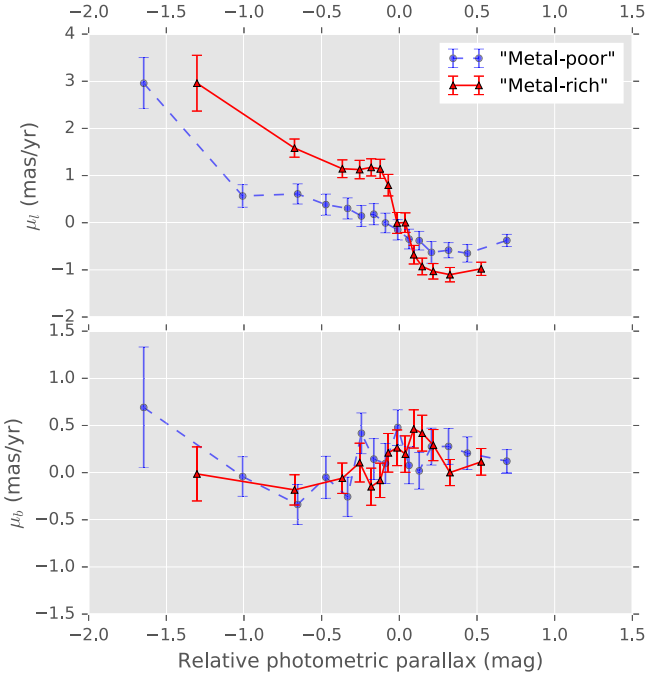 −2.0 −1.5 −1.0 −0.5 0.0 0.5 1.0 1.5
4
3
2
1
0
−1
−2
μl (mas/yr)
"Metal-poor"
"Metal-rich"
1.5
1.0
0.5
0.0
−0.5
−1.0
−1.5
μb (mas/yr)
−2.0 −1.5 −1.0 −0.5 0.0 0.5 1.0 1.5
Relative photometric parallax (mag)